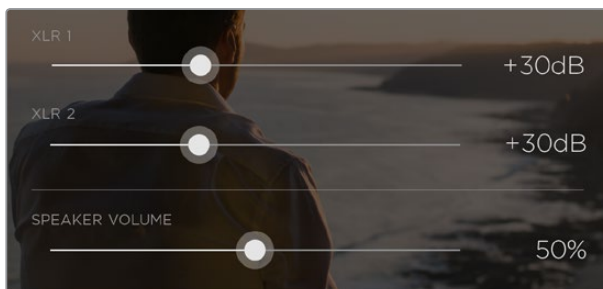 XLR 1
+30dB
XLR 2
+30dB
SPEAKER VOLUME
50%